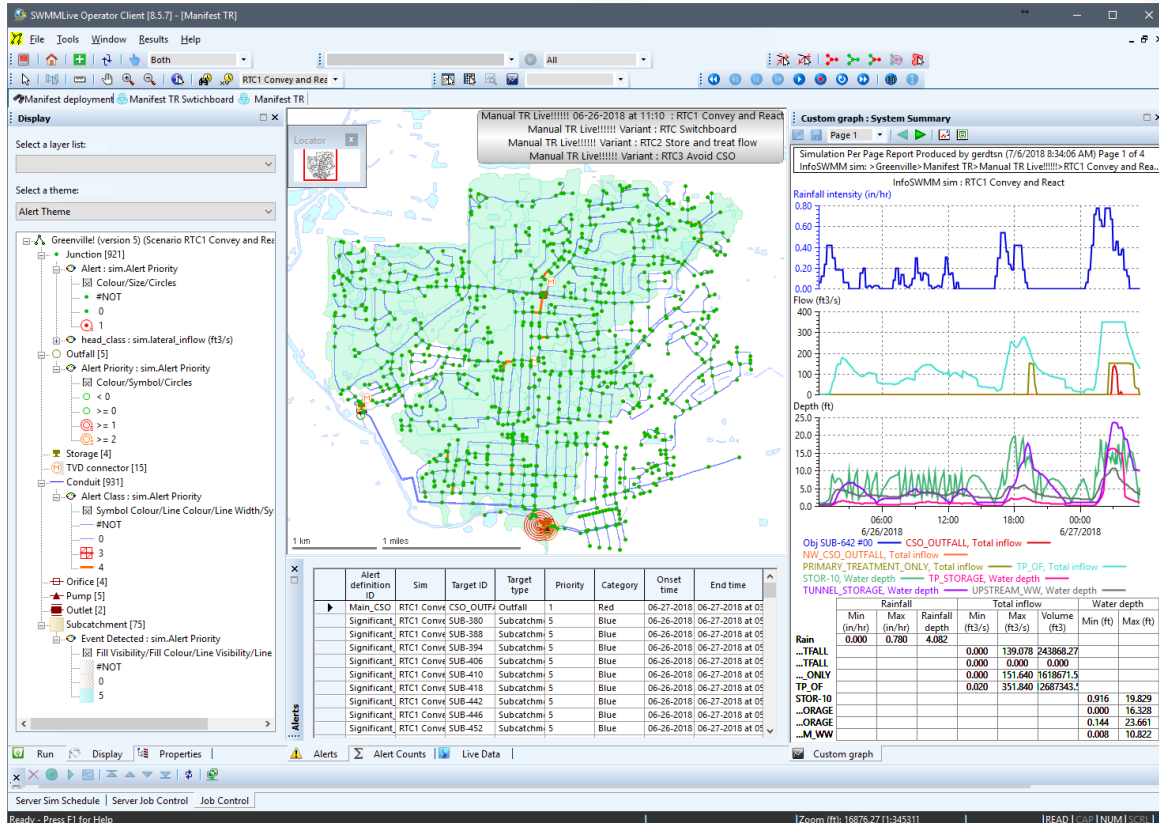 SWMMLive Operator Client [8.5.7] - [Manifest TR]
File Tools Window Results Help
Both All
RTC1 Convey and Rea
Manifest deployment Manifest TR Swtichboard Manifest TR
Display
Select a layer list:
Select a theme:
Alert Theme
Greenville! (version 5) (Scenario RTC1 Convey and Rea
Junction [921]
Alert : sim.Alert Priority
Colour/Size/Circles
#NOT
0
1
head_class : sim.lateral_inflow (ft3/s)
Outfall [5]
Alert Priority : sim.Alert Priority
Colour/Symbol/Circles
< 0
>= 0
>= 1
>= 2
Storage [4]
TVD connector [15]
Conduit [931]
Alert Class : sim.Alert Priority
Symbol Colour/Line Colour/Line Width/Sy
#NOT
0
3
4
Orifice [4]
Pump [5]
Outlet [2]
Subcatchment [75]
Event Detected : sim.Alert Priority
Fill Visibility/Fill Colour/Line Visibility/Line
#NOT
0
5
Run Display Properties
Locator
Manual TR Live!!!!!! 06-26-2018 at 11:10 : RTC1 Convey and React
Manual TR Live!!!!!! Variant : RTC Switchboard
Manual TR Live!!!!!! Variant : RTC2 Store and treat flow
Manual TR Live!!!!!! Variant : RTC3 Avoid CSO
M
M
1 km 1 miles
Alerts
Alert definition ID Sim Target ID Target type Priority Category Onset time End time
Main_CSO RTC1 Conve CSO_OUTFA Outfall 1 Red 06-27-2018 06-27-2018 at 03
Significant_ RTC1 Conve SUB-380 Subcatchm 5 Blue 06-26-2018 06-27-2018 at 05
Significant_ RTC1 Conve SUB-388 Subcatchm 5 Blue 06-26-2018 06-27-2018 at 05
Significant_ RTC1 Conve SUB-394 Subcatchm 5 Blue 06-26-2018 06-27-2018 at 05
Significant_ RTC1 Conve SUB-406 Subcatchm 5 Blue 06-26-2018 06-27-2018 at 05
Significant_ RTC1 Conve SUB-410 Subcatchm 5 Blue 06-26-2018 06-27-2018 at 05
Significant_ RTC1 Conve SUB-418 Subcatchm 5 Blue 06-26-2018 06-27-2018 at 05
Significant_ RTC1 Conve SUB-442 Subcatchm 5 Blue 06-26-2018 06-27-2018 at 05
Significant_ RTC1 Conve SUB-446 Subcatchm 5 Blue 06-26-2018 06-27-2018 at 05
Significant_ RTC1 Conve SUB-452 Subcatchm 5 Blue 06-26-2018 06-27-2018 at 05
Alerts Alert Counts Live Data
Custom graph : System Summary
Page 1
Simulation Per Page Report Produced by gerdtsn (7/6/2018 8:34:06 AM) Page 1 of 4
InfoSWMM sim: >Greenville>Manifest TR>Manual TR Live!!!!!!>RTC1 Convey and Rea...
InfoSWMM sim : RTC1 Convey and React
Rainfall intensity (in/hr)
0.80
0.60
0.40
0.20
0.00
Flow (ft3/s)
400
300
200
100
0
Depth (ft)
25.0
20.0
15.0
10.0
5.0
0.0
06:00 12:00 18:00 00:00
6/26/2018 6/27/2018
Obj SUB-642 #00 CSO_OUTFALL, Total inflow
NW_CSO_OUTFALL, Total inflow
PRIMARY_TREATMENT_ONLY, Total inflow TP_OF, Total inflow
STOR-10, Water depth TP_STORAGE, Water depth
TUNNEL_STORAGE, Water depth UPSTREAM_WW, Water depth
Rainfall Total inflow Water depth
Min (in/hr) Max (in/hr) Rainfall depth Min (ft3/s) Max (ft3/s) Volume (ft3) Min (ft) Max (ft)
Rain 0.000 0.780 4.082
...TFALL 0.000 139.078 243868.27
...TFALL 0.000 0.000 0.000
..._ONLY 0.000 151.640 1618671.5
TP_OF 0.020 351.840 12687343.5
STOR-10 0.916 19.829
...ORAGE 0.000 16.328
...ORAGE 0.144 23.661
...M_WW 0.008 10.822
Custom graph
Server Sim Schedule Server Job Control Job Control
Ready - Press F1 for Help Zoom (ft): 16876.27 [1:34531] READ CAP NUM SCRL